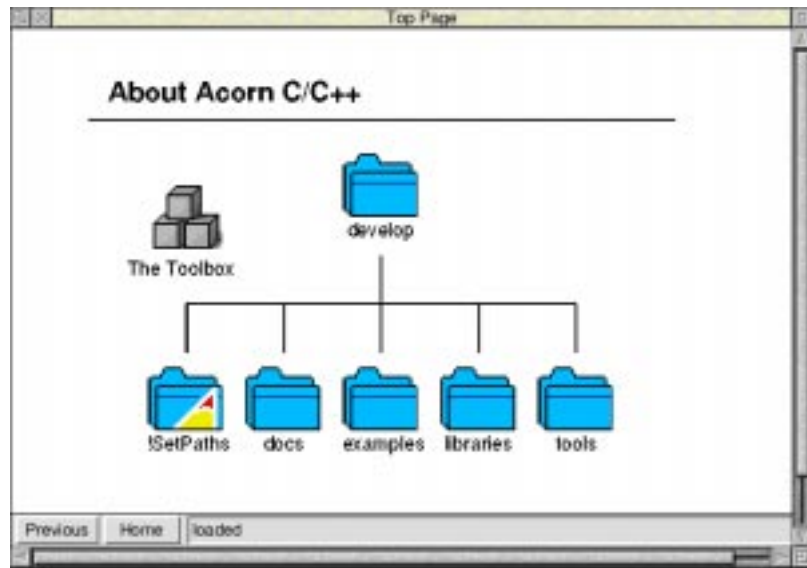 Top Page
About Acorn C/C++
develop
The Toolbox
!SetPaths docs examples libraries tools
Previous Home loaded